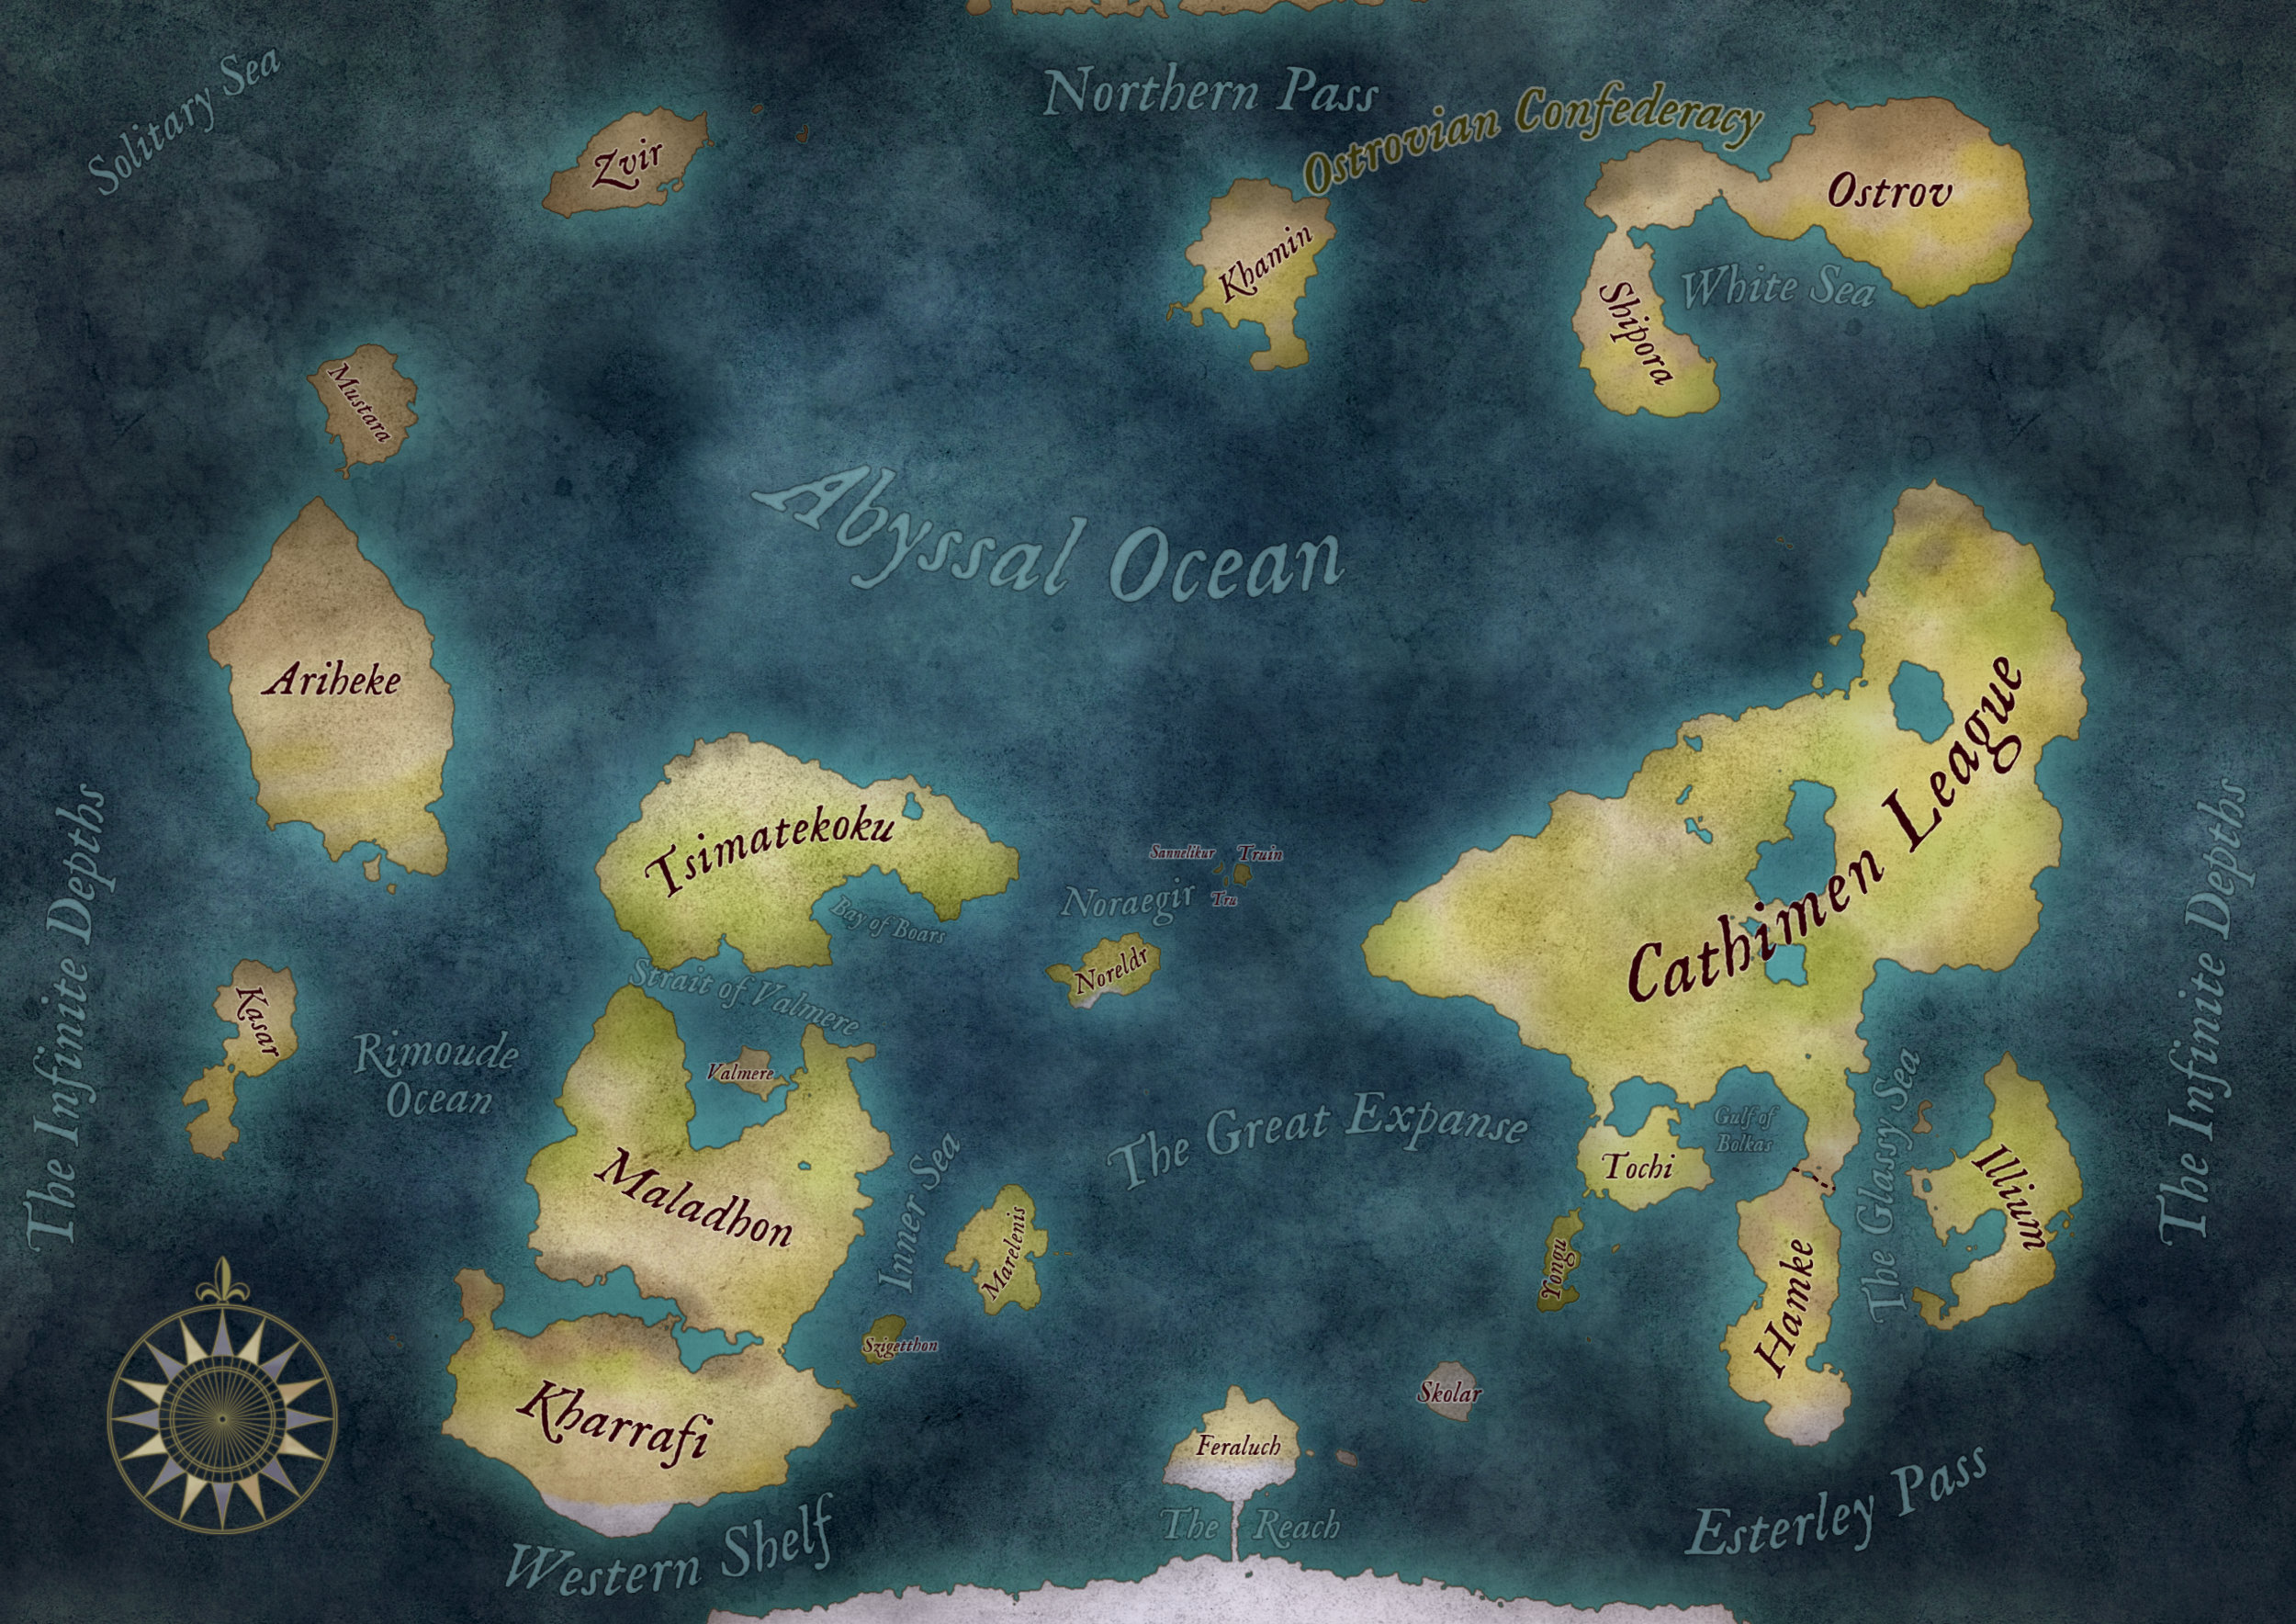 Solitary Sea
Northern Pass
Ostrovian Confederacy
Zvir
Ostrov
Khamin
White Sea
Shipora
Mustara
Abyssal Ocean
Ariheke
Cathimen League
Tsimatekoku
Sannelikur
Truin
Tru
Noraegir
Bay of Boars
Noreldr
Strait of Valmere
The Infinite Depths
The Infinite Depths
Kasar
Rimoude
Ocean
Valmere
The Great Expanse
Gulf of
Bolkas
The Glassy Sea
Tochi
Illium
Maladhon
Inner Sea
Marelenis
Yongu
Hamke
Szigetthon
Skolar
Kharrafi
Feraluch
The Reach
Western Shelf
Esterley Pass